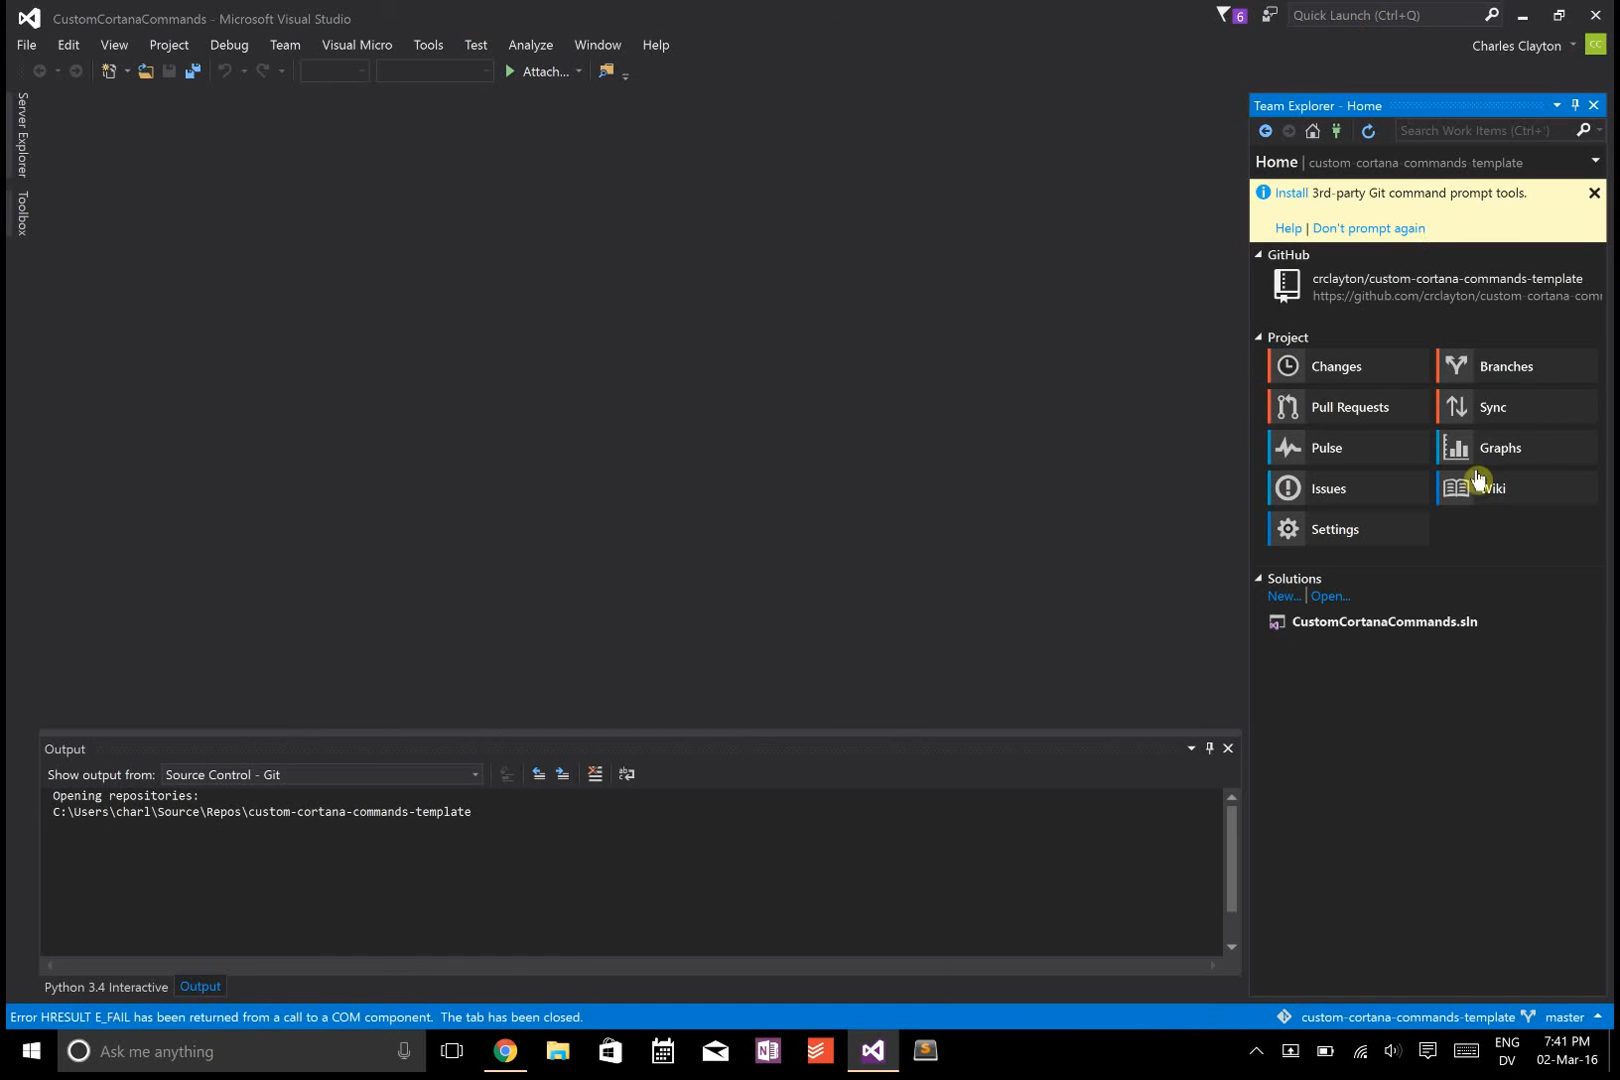 CustomCortanaCommands - Microsoft Visual Studio
6
Quick Launch (Ctrl+Q)
File Edit View Project Debug Team Visual Micro Tools Test Analyze Window Help
Charles Clayton
CC
Attach...
Server Explorer
Toolbox
Team Explorer - Home
Search Work Items (Ctrl+')
Home | custom-cortana-commands-template
Install 3rd-party Git command prompt tools.
Help | Don't prompt again
GitHub
crclayton/custom-cortana-commands-template
https://github.com/crclayton/custom-cortana-com
Project
Changes
Branches
Pull Requests
Sync
Pulse
Graphs
Issues
Wiki
Settings
Solutions
New... | Open...
CustomCortanaCommands.sln
Output
Show output from: Source Control - Git
Opening repositories:
C:\Users\charl\Source\Repos\custom-cortana-commands-template
Python 3.4 Interactive Output
Error HRESULT E_FAIL has been returned from a call to a COM component. The tab has been closed.
custom-cortana-commands-template master
Ask me anything
ENG
DV
7:41 PM
02-Mar-16